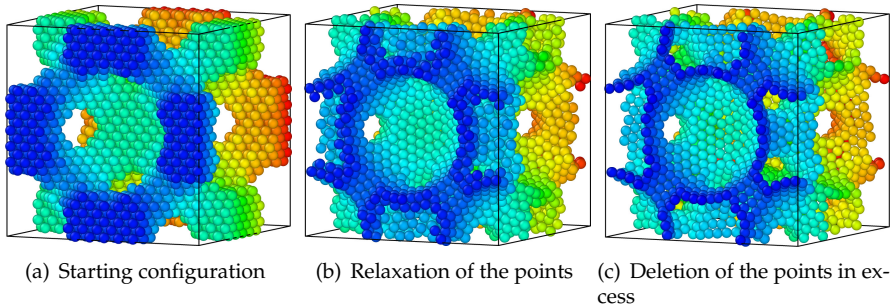 (a) Starting configuration
(b) Relaxation of the points
(c) Deletion of the points in ex-
cess